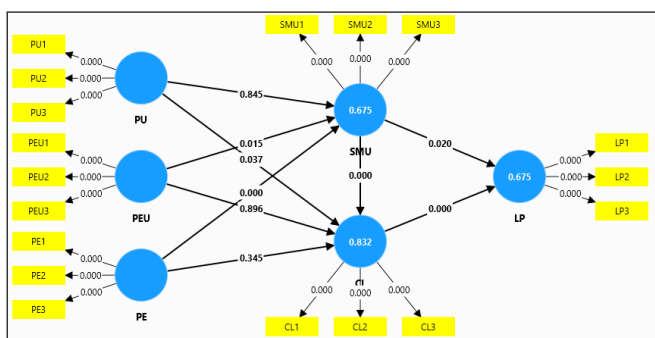 SMU1 SMU2 SMU3
PU1 0.000 0.000 0.000 0.000
PU2 0.000
PU3 0.000 0.845 0.675
PU SMU
PEU1 0.000 0.015 0.020 LP1
0.037 0.000
PEU2 0.000 0.000 0.675 0.000 LP2
PEU3 0.000 0.000 0.000 0.000 LP3
PEU 0.896 LP
PE1 0.000 0.832
PE2 0.000 0.345
PE3 0.000 CL
PE 0.000 0.000 0.000
CL1 CL2 CL3